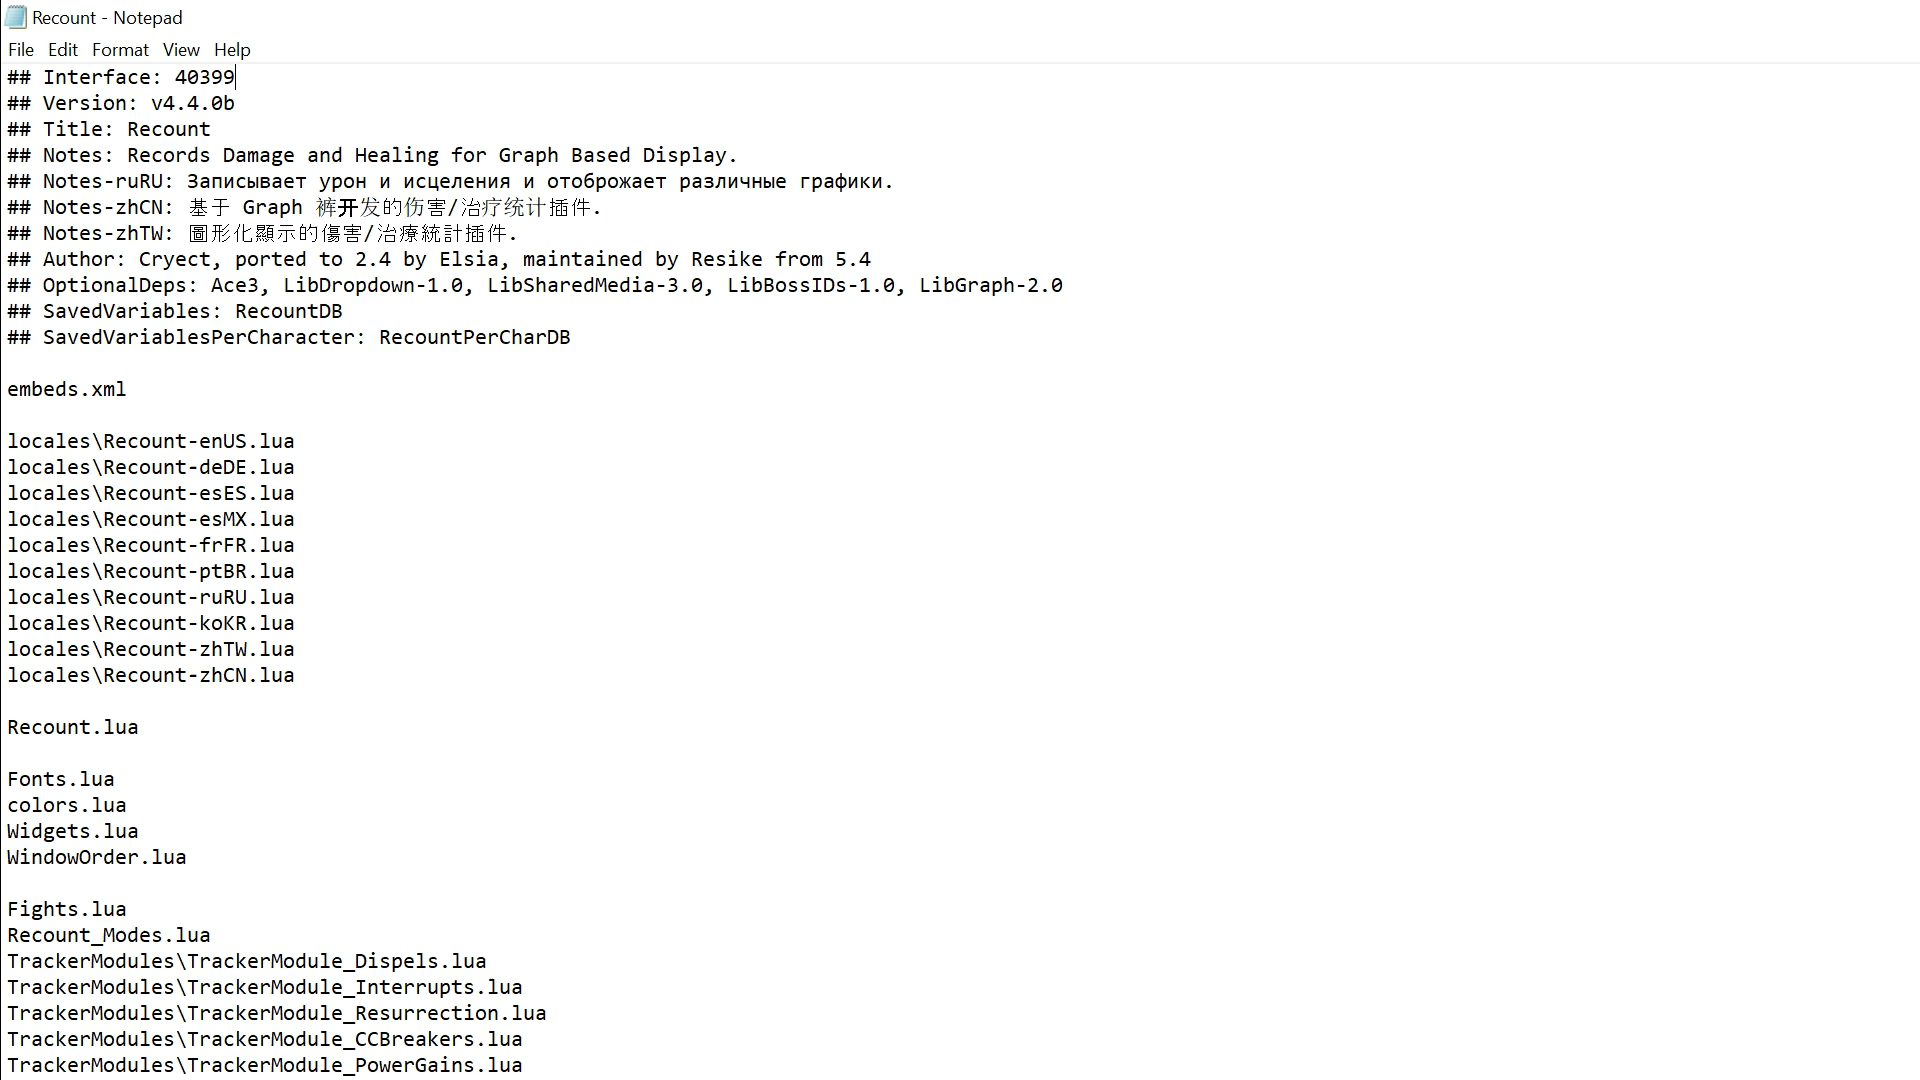 Recount - Notepad
File Edit Format View Help
## Interface: 40399
## Version: v4.4.0b
## Title: Recount
## Notes: Records Damage and Healing for Graph Based Display.
## Notes-ruRU: Записывает урон и исцеления и отоброжает различные графики.
## Notes-zhCN: 基于 Graph 裤开发的伤害/治疗统计插件.
## Notes-zhTW: 圖形化顯示的傷害/治療統計插件.
## Author: Cryect, ported to 2.4 by Elsia, maintained by Resike from 5.4
## OptionalDeps: Ace3, LibDropdown-1.0, LibSharedMedia-3.0, LibBossIDs-1.0, LibGraph-2.0
## SavedVariables: RecountDB
## SavedVariablesPerCharacter: RecountPerCharDB
embeds.xml
locales\Recount-enUS.lua
locales\Recount-deDE.lua
locales\Recount-esES.lua
locales\Recount-esMX.lua
locales\Recount-frFR.lua
locales\Recount-ptBR.lua
locales\Recount-ruRU.lua
locales\Recount-koKR.lua
locales\Recount-zhTW.lua
locales\Recount-zhCN.lua
Recount.lua
Fonts.lua
colors.lua
Widgets.lua
WindowOrder.lua
Fights.lua
Recount_Modes.lua
TrackerModules\TrackerModule_Dispels.lua
TrackerModules\TrackerModule_Interrupts.lua
TrackerModules\TrackerModule_Resurrection.lua
TrackerModules\TrackerModule_CCBreakers.lua
TrackerModules\TrackerModule_PowerGains.lua